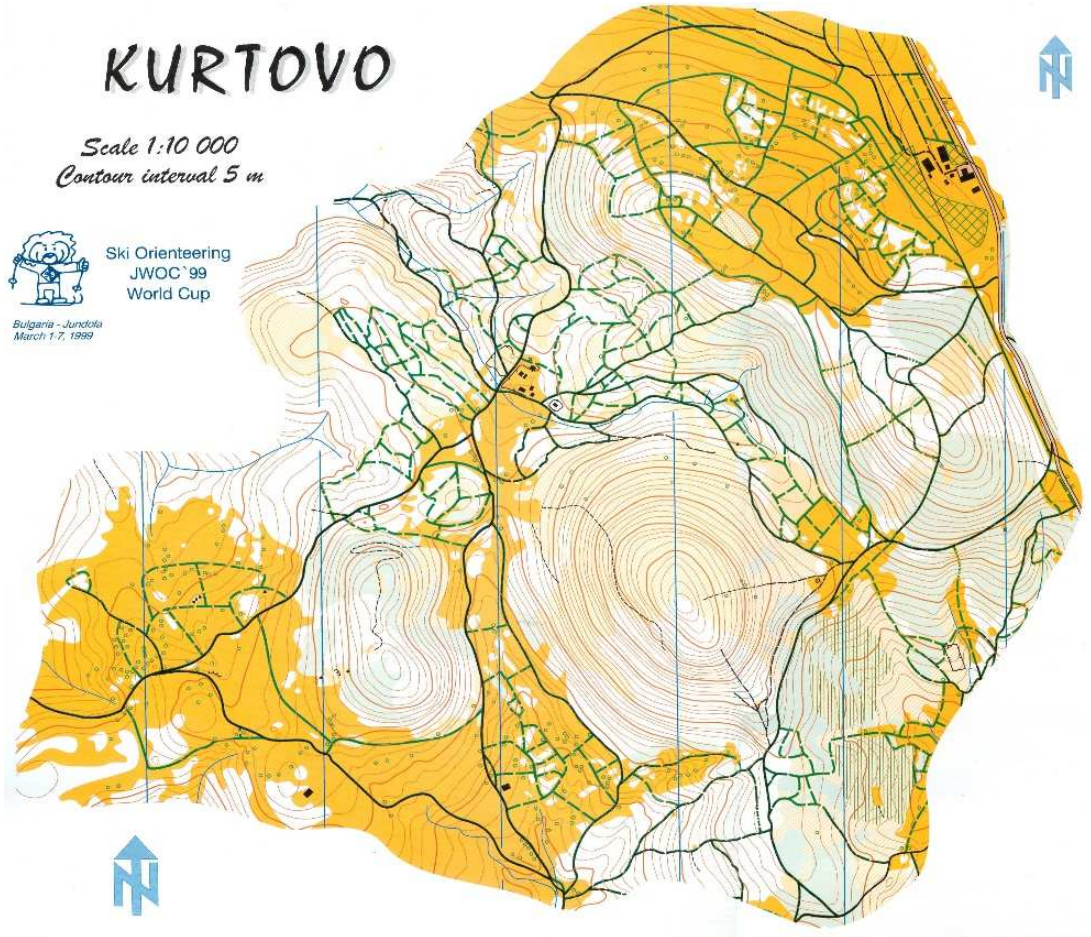 KURTOVO
Scale 1:10 000
Contour interval 5 m
Ski Orienteering
JWOC`99
World Cup
Bulgaria - Jundola
March 1-7, 1999
N
N